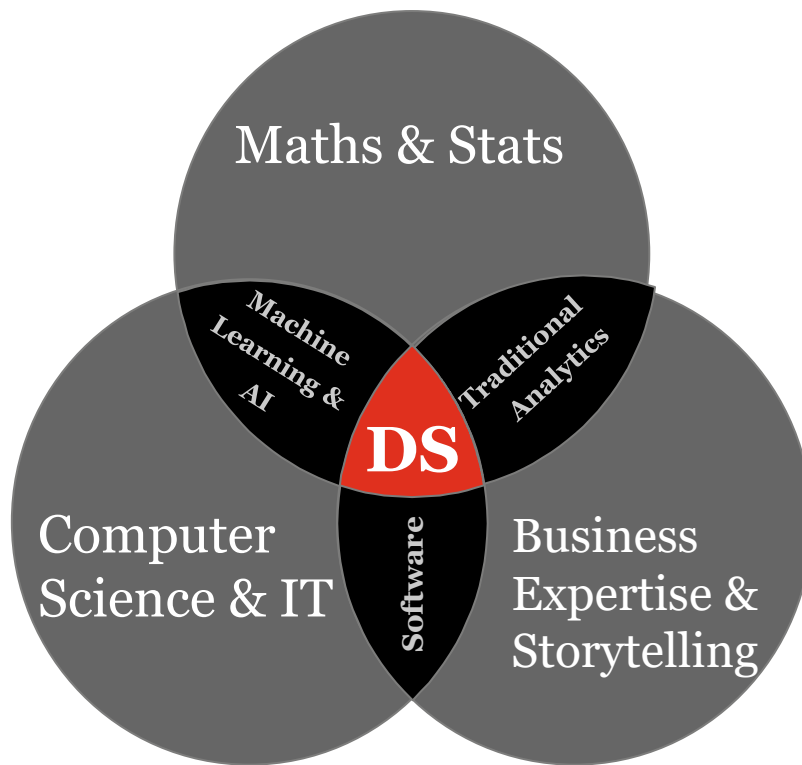 Maths & Stats
Machine
Learning &
AI
Traditional
Analytics
DS
Computer
Science & IT
Software
Business
Expertise &
Storytelling